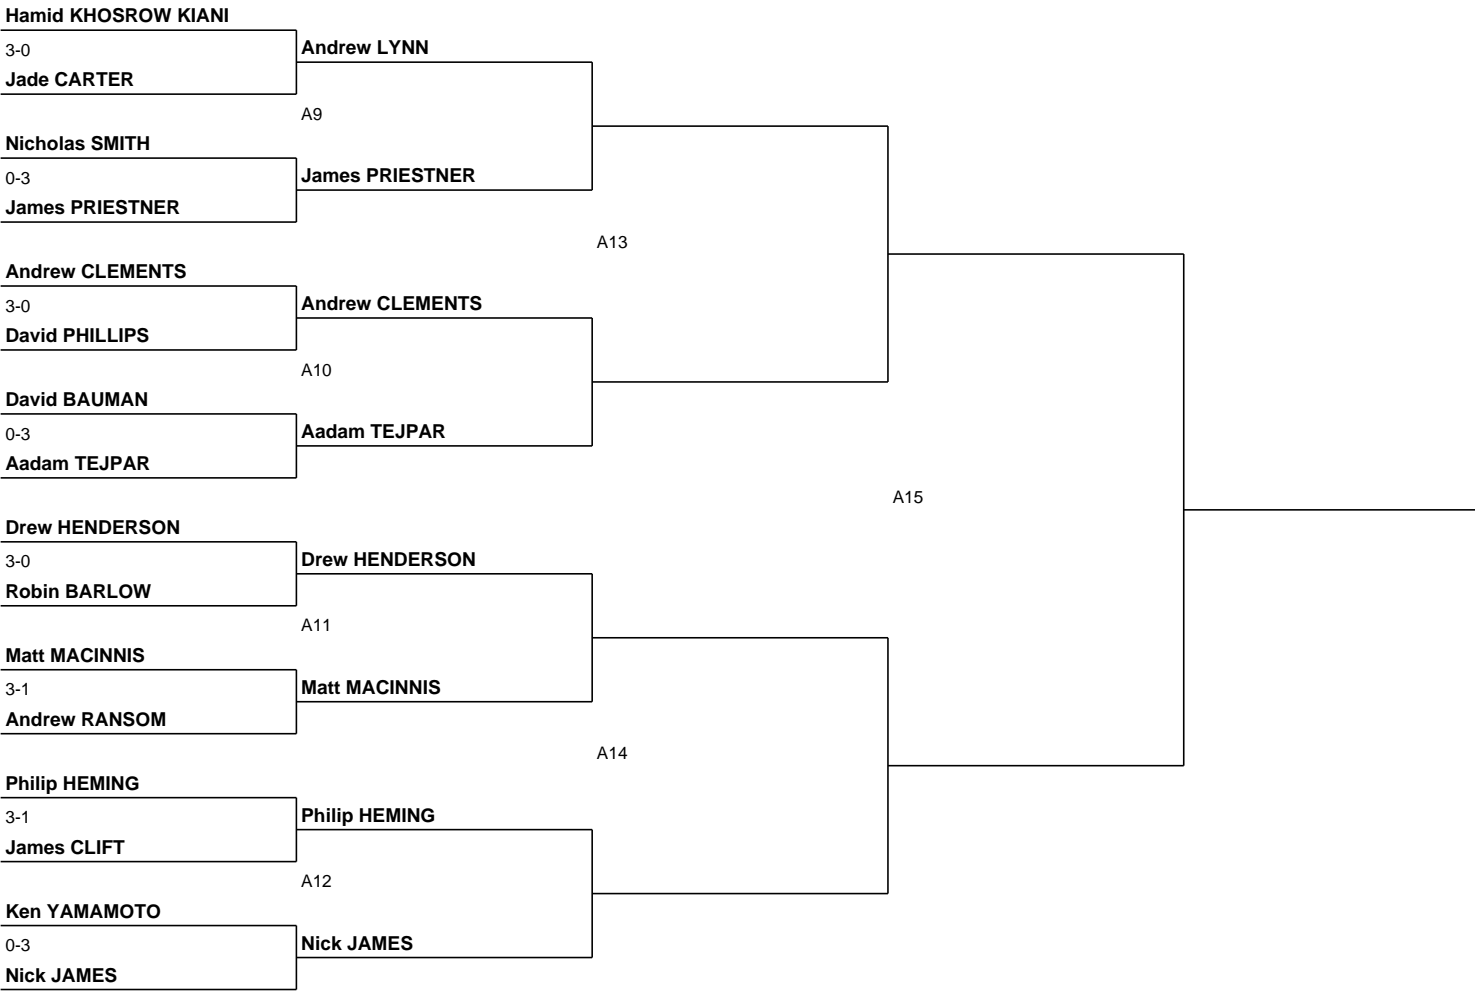 Hamid KHOSROW KIANI
3-0
Jade CARTER
Nicholas SMITH
0-3
James PRIESTNER
Andrew CLEMENTS
3-0
David PHILLIPS
David BAUMAN
0-3
Aadam TEJPAR
Drew HENDERSON
3-0
Robin BARLOW
Matt MACINNIS
3-1
Andrew RANSOM
Philip HEMING
3-1
James CLIFT
Ken YAMAMOTO
0-3
Nick JAMES
Andrew LYNN
A9
James PRIESTNER
Andrew CLEMENTS
A10
Aadam TEJPAR
Drew HENDERSON
A11
Matt MACINNIS
Philip HEMING
A12
Nick JAMES
A13
A14
A15